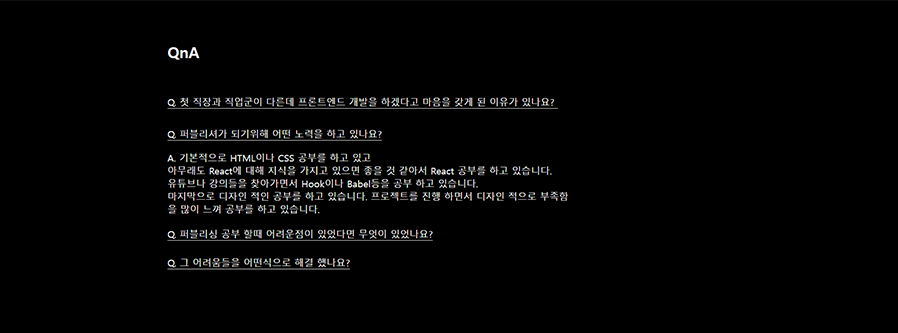 QnA
Q. 첫 직장과 직업군이 다른데 프론트엔드 개발을 하겠다고 마음을 갖게 된 이유가 있나요?
Q. 퍼블리셔가 되기위해 어떤 노력을 하고 있나요?
A. 기본적으로 HTML이나 CSS 공부를 하고 있고
아무래도 React에 대해 지식을 가지고 있으면 좋을 것 같아서 React 공부를 하고 있습니다.
유튜브나 강의들을 찾아가면서 Hook이나 Babel등을 공부 하고 있습니다.
마지막으로 디자인 적인 공부를 하고 있습니다. 프로젝트를 진행 하면서 디자인 적으로 부족함
을 많이 느껴 공부를 하고 있습니다.
Q. 퍼블리싱 공부 할때 어려운점이 있었다면 무엇이 있었나요?
Q. 그 어려움들을 어떤식으로 해결 했나요?